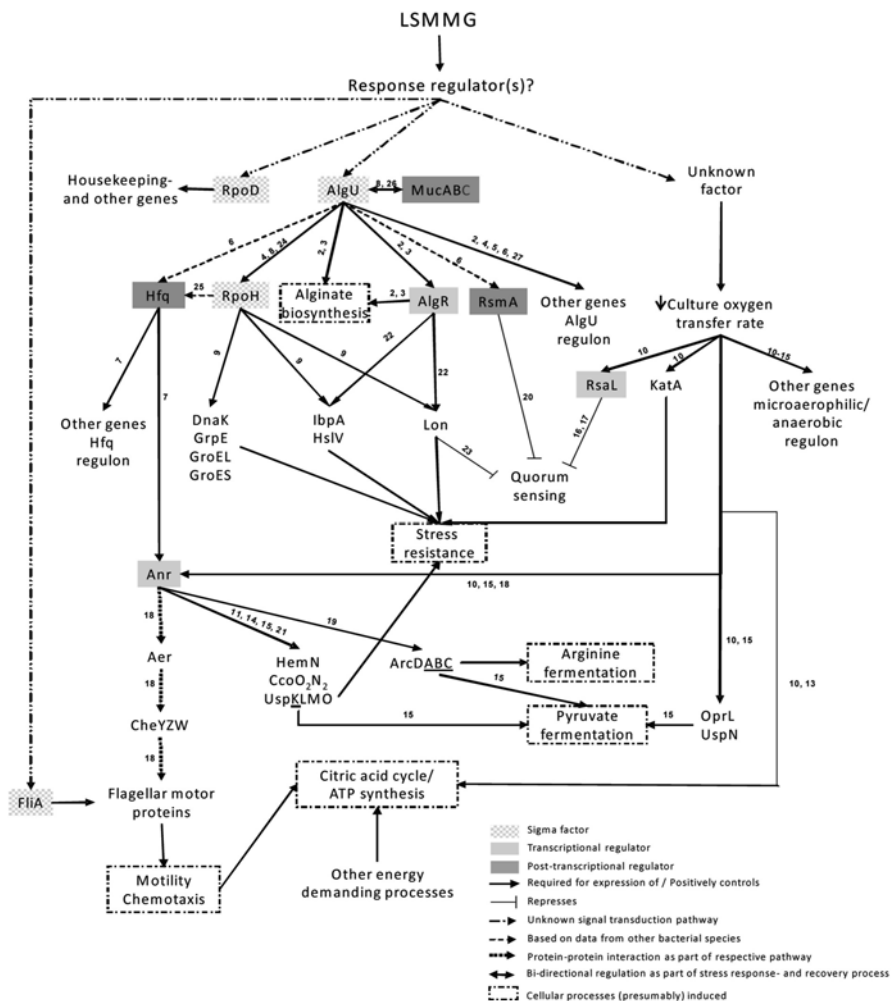 LSMMG
Response regulator(s)?
Housekeeping-
and other genes
RpoD
AlgU
8, 26
MucABC
Unknown
factor
6
4, 8, 24
2, 3
2, 3
6
2, 4, 5, 6, 27
Hfq
25
RpoH
Alginate
biosynthesis
2, 3
AlgR
RsmA
Other genes
AlgU
regulon
Culture oxygen
transfer rate
7
7
9
9
9
22
22
20
10
10
10-15
RsaL
KatA
Other genes
microaerophilic/
anaerobic
regulon
Other genes
Hfq
regulon
DnaK
GrpE
GroEL
GroES
IbpA
HslV
Lon
23
16, 17
Quorum
sensing
Stress
resistance
Anr
10, 15, 18
18
11, 14, 15, 21
19
10, 15
10, 13
Aer
HemN
CcoO2N2
UspKLMO
ArcDABC
Arginine
fermentation
15
18
CheYZW
15
Pyruvate
fermentation
15
OprL
UspN
18
FliA
Flagellar motor
proteins
Citric acid cycle/
ATP synthesis
Motility
Chemotaxis
Other energy
demanding processes
Sigma factor
Transcriptional regulator
Post-transcriptional regulator
Required for expression of / Positively controls
Represses
Unknown signal transduction pathway
Based on data from other bacterial species
Protein-protein interaction as part of respective pathway
Bi-directional regulation as part of stress response- and recovery process
Cellular processes (presumably) induced